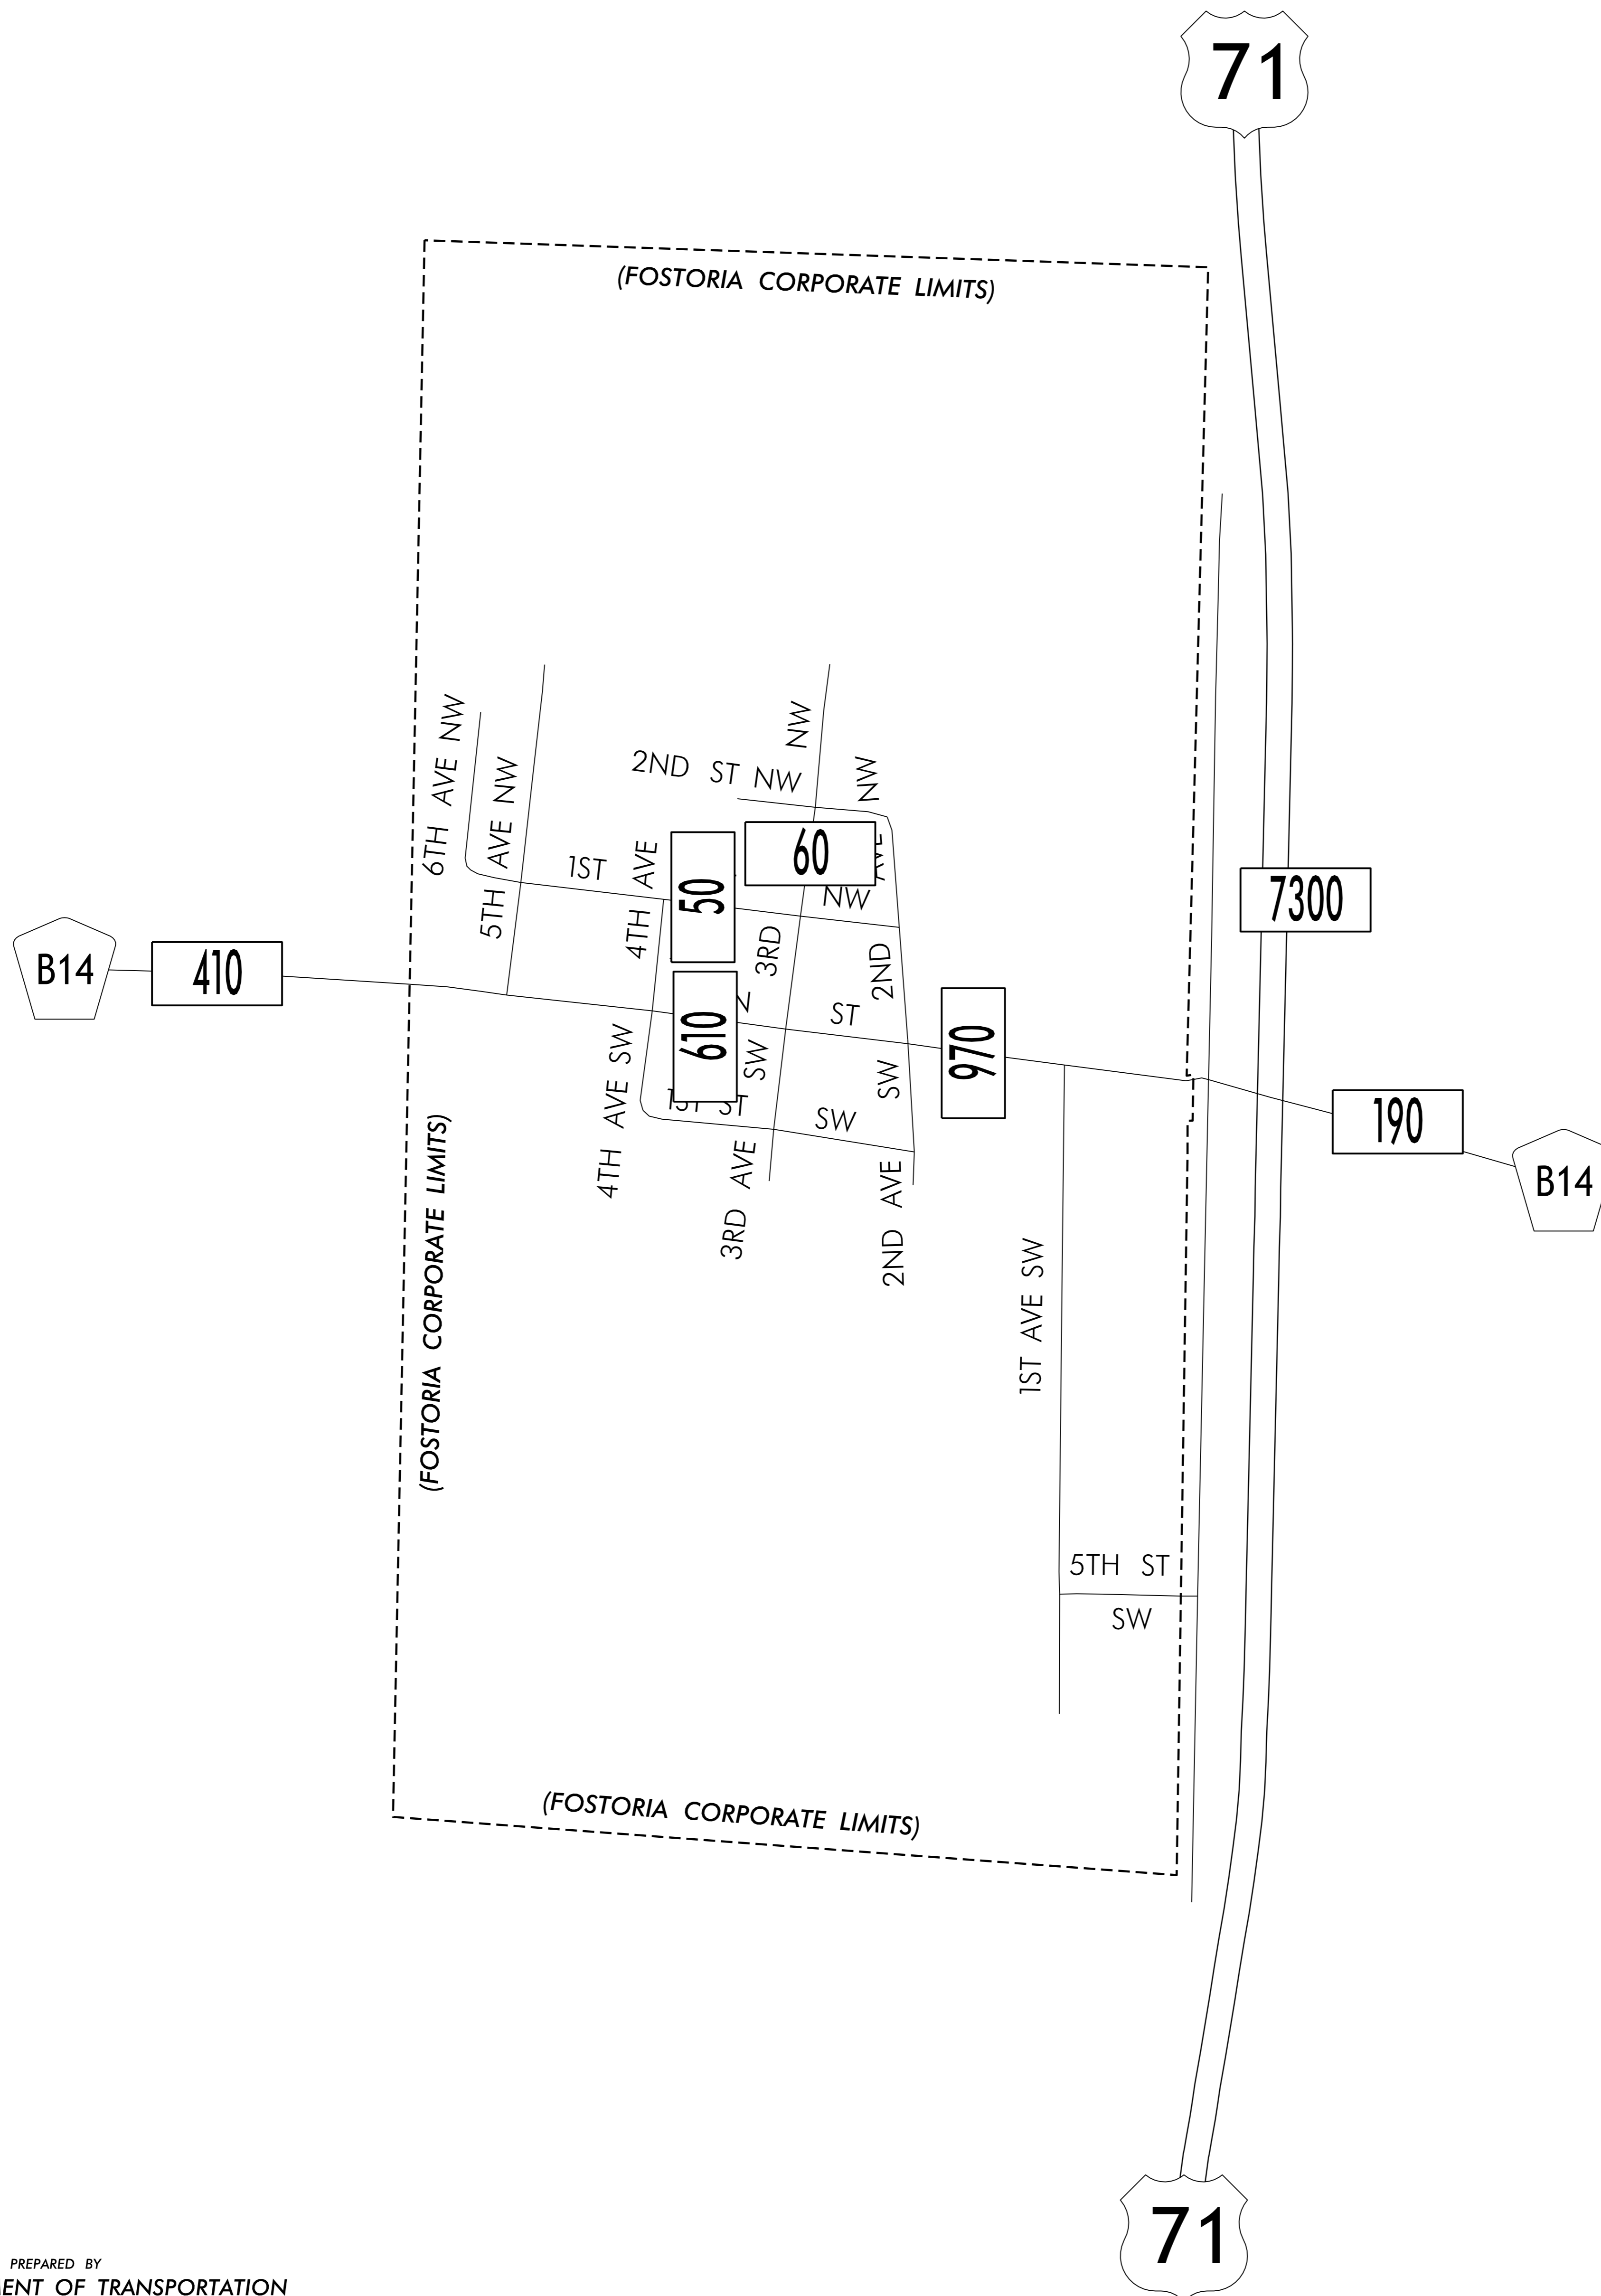 71
(FOSTORIA CORPORATE LIMITS)
6TH AVE NW
5TH AVE NW
2ND ST NW
NW
NW
1ST
4TH AVE
50
60
NW
3RD
2ND
7300
B14
410
610
ST
970
190
B14
4TH AVE SW
SW
SW
1ST ST
SW
3RD AVE
2ND AVE
(FOSTORIA CORPORATE LIMITS)
1ST AVE SW
5TH ST
SW
(FOSTORIA CORPORATE LIMITS)
71
PREPARED BY
OF TRANSPORTATION